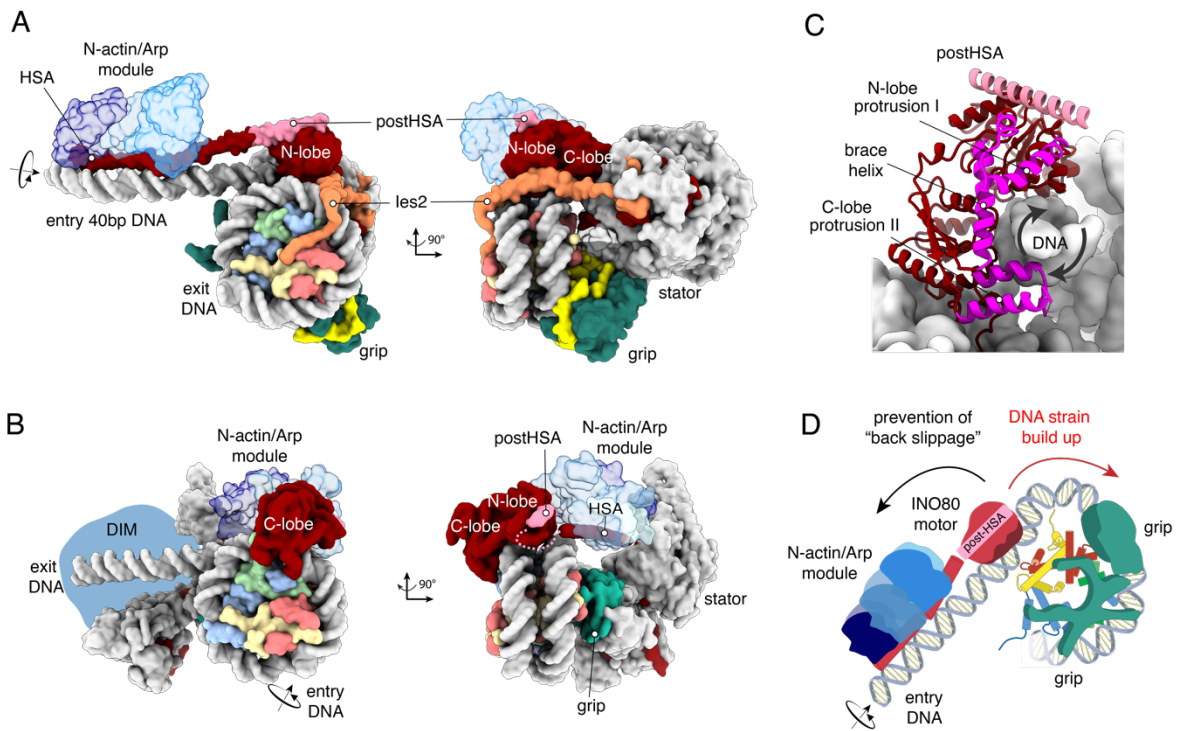 A
N-actin/Arp
module
HSA
postHSA
N-lobe
N-lobe
C-lobe
Ies2
entry 40bp DNA
90°
exit
DNA
stator
grip
grip
C
postHSA
N-lobe
protrusion I
brace
helix
C-lobe
protrusion II
DNA
B
N-actin/Arp
module
DIM
C-lobe
exit
DNA
entry
DNA
90°
postHSA
N-actin/Arp
module
N-lobe
C-lobe
HSA
stator
grip
D
prevention of
“back slippage”
DNA strain
build up
INO80
motor
post-HSA
grip
N-actin/Arp
module
entry
DNA
grip